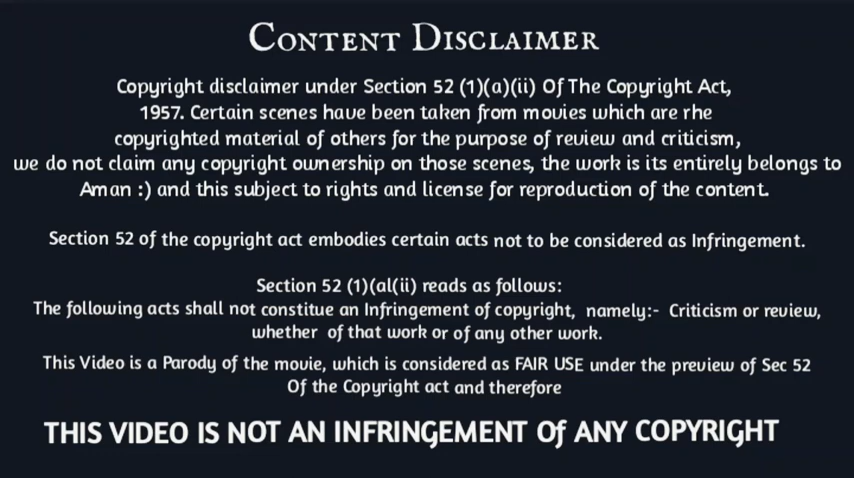 Content Disclaimer
Copyright disclaimer under Section 52 (1)(a)(ii) Of The Copyright Act,
1957. Certain scenes have been taken from movies which are rhe
copyrighted material of others for the purpose of review and criticism,
we do not claim any copyright ownership on those scenes, the work is its entirely belongs to
Aman :) and this subject to rights and license for reproduction of the content.
Section 52 of the copyright act embodies certain acts not to be considered as Infringement.
Section 52 (1)(al(ii) reads as follows:
The following acts shall not constitue an Infringement of copyright, namely:- Criticism or review,
whether of that work or of any other work.
This Video is a Parody of the movie, which is considered as FAIR USE under the preview of Sec 52
Of the Copyright act and therefore
THIS VIDEO IS NOT AN INFRINGEMENT Of ANY COPYRIGHT